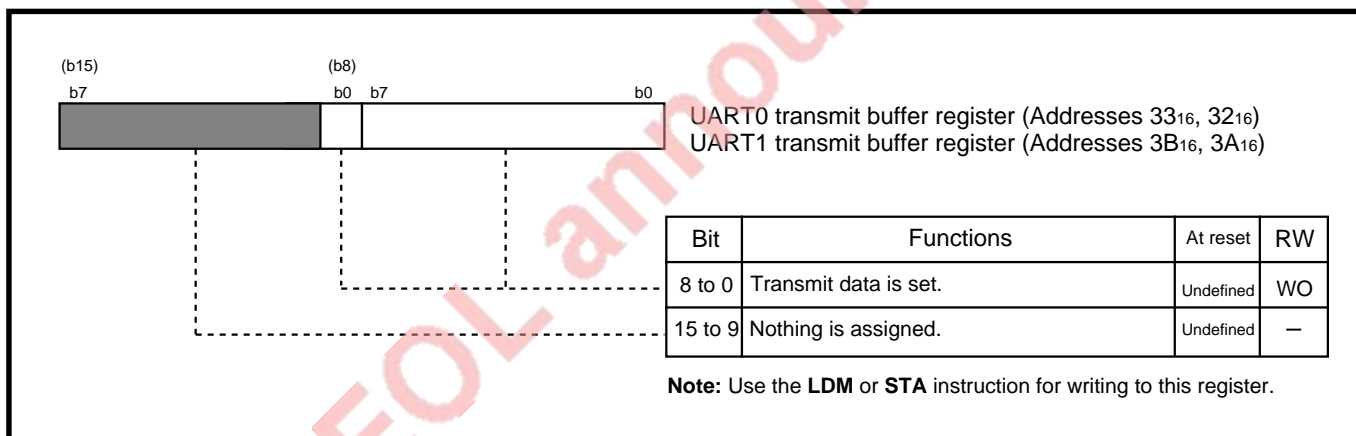 (b15) (b8)
b7 b0 b7 b0
UART0 transmit buffer register (Addresses 33₁₆, 32₁₆)
UART1 transmit buffer register (Addresses 3B₁₆, 3A₁₆)
Bit Functions At reset RW
8 to 0 Transmit data is set. Undefined WO
15 to 9 Nothing is assigned. Undefined –
Note: Use the LDM or STA instruction for writing to this register.
EOL annou